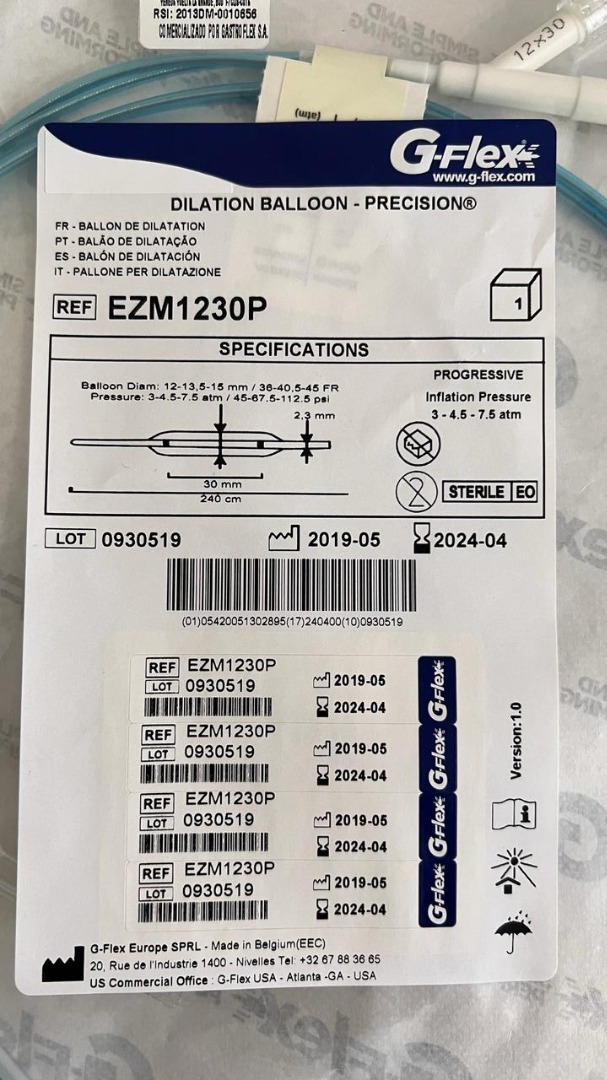 RSI: 2013DM-0010656
COMERCIALIZADO POR GASTRO FLEX S.A.
12x30
(atm)
G-Flex
www.g-flex.com
DILATION BALLOON - PRECISION®
FR - BALLON DE DILATATION
PT - BALÃO DE DILATAÇÃO
ES - BALÓN DE DILATACIÓN
IT - PALLONE PER DILATAZIONE
REF EZM1230P
1
SPECIFICATIONS
Balloon Diam: 12-13,5-15 mm / 36-40,5-45 FR
Pressure: 3-4.5-7.5 atm / 45-67.5-112.5 psi
2,3 mm
30 mm
240 cm
PROGRESSIVE
Inflation Pressure
3 - 4.5 - 7.5 atm
2
STERILE EO
LOT 0930519 2019-05 2024-04
(01)05420051302895(17)240400(10)0930519
REF EZM1230P
LOT 0930519
2019-05
2024-04
G-Flex
REF EZM1230P
LOT 0930519
2019-05
2024-04
G-Flex
REF EZM1230P
LOT 0930519
2019-05
2024-04
G-Flex
REF EZM1230P
LOT 0930519
2019-05
2024-04
G-Flex
Version:1.0
G-Flex Europe SPRL - Made in Belgium(EEC)
20, Rue de l'Industrie 1400 - Nivelles Tel: +32 67 88 36 65
US Commercial Office : G-Flex USA - Atlanta -GA - USA